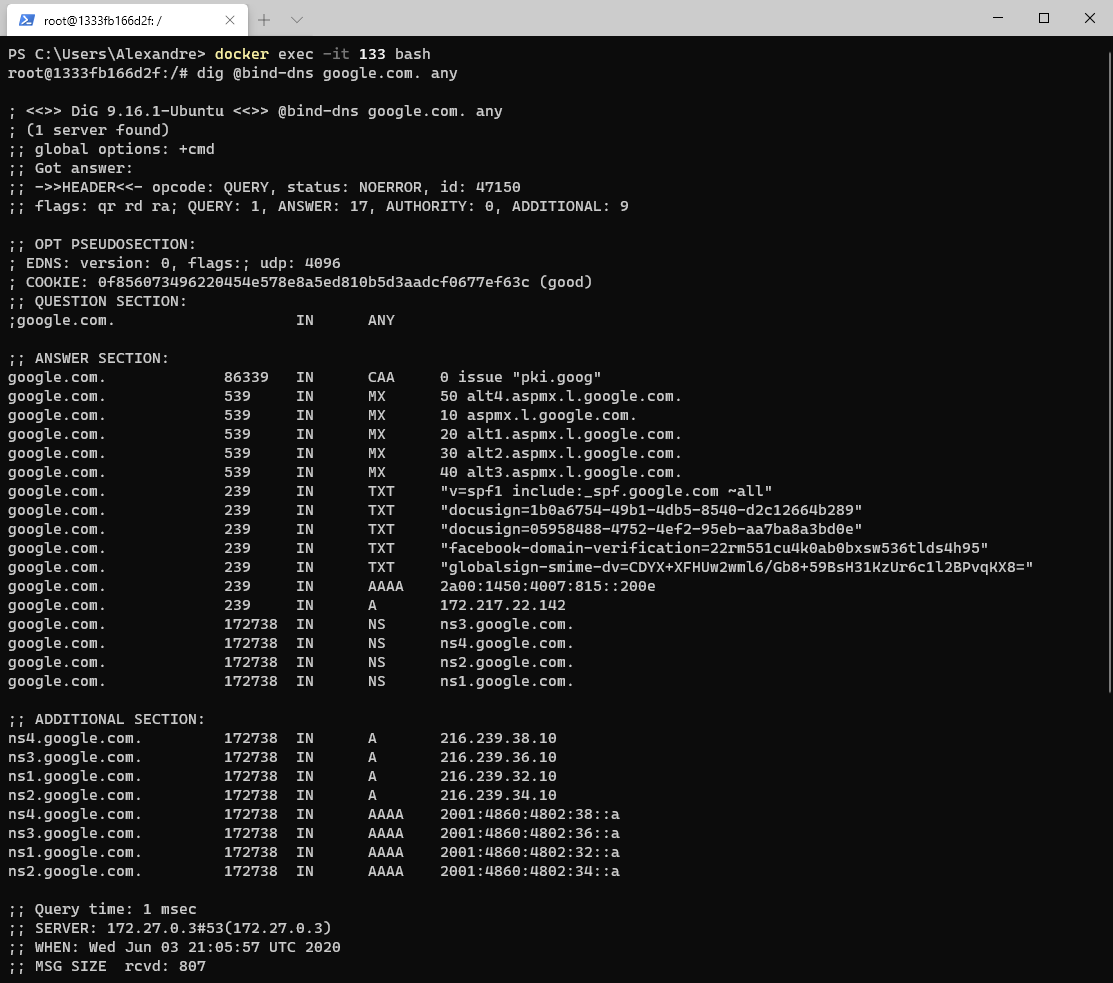 root@1333fb166d2f: /
PS C:\Users\Alexandre> docker exec -it 133 bash
root@1333fb166d2f:/# dig @bind-dns google.com. any
; <<>> DiG 9.16.1-Ubuntu <<>> @bind-dns google.com. any
; (1 server found)
;; global options: +cmd
;; Got answer:
;; ->>HEADER<<- opcode: QUERY, status: NOERROR, id: 47150
;; flags: qr rd ra; QUERY: 1, ANSWER: 17, AUTHORITY: 0, ADDITIONAL: 9
;; OPT PSEUDOSECTION:
; EDNS: version: 0, flags:; udp: 4096
; COOKIE: 0f856073496220454e578e8a5ed810b5d3aadcf0677ef63c (good)
;; QUESTION SECTION:
;google.com. IN ANY
;; ANSWER SECTION:
google.com. 86339 IN CAA 0 issue "pki.goog"
google.com. 539 IN MX 50 alt4.aspmx.l.google.com.
google.com. 539 IN MX 10 aspmx.l.google.com.
google.com. 539 IN MX 20 alt1.aspmx.l.google.com.
google.com. 539 IN MX 30 alt2.aspmx.l.google.com.
google.com. 539 IN MX 40 alt3.aspmx.l.google.com.
google.com. 239 IN TXT "v=spf1 include:_spf.google.com ~all"
google.com. 239 IN TXT "docusign=1b0a6754-49b1-4db5-8540-d2c12664b289"
google.com. 239 IN TXT "docusign=05958488-4752-4ef2-95eb-aa7ba8a3bd0e"
google.com. 239 IN TXT "facebook-domain-verification=22rm551cu4k0ab0bxsw536tlds4h95"
google.com. 239 IN TXT "globalsign-smime-dv=CDYX+XFHUw2wml6/Gb8+59BsH31KzUr6c1l2BPvqKX8="
google.com. 239 IN AAAA 2a00:1450:4007:815::200e
google.com. 239 IN A 172.217.22.142
google.com. 172738 IN NS ns3.google.com.
google.com. 172738 IN NS ns4.google.com.
google.com. 172738 IN NS ns2.google.com.
google.com. 172738 IN NS ns1.google.com.
;; ADDITIONAL SECTION:
ns4.google.com. 172738 IN A 216.239.38.10
ns3.google.com. 172738 IN A 216.239.36.10
ns1.google.com. 172738 IN A 216.239.32.10
ns2.google.com. 172738 IN A 216.239.34.10
ns4.google.com. 172738 IN AAAA 2001:4860:4802:38::a
ns3.google.com. 172738 IN AAAA 2001:4860:4802:36::a
ns1.google.com. 172738 IN AAAA 2001:4860:4802:32::a
ns2.google.com. 172738 IN AAAA 2001:4860:4802:34::a
;; Query time: 1 msec
;; SERVER: 172.27.0.3#53(172.27.0.3)
;; WHEN: Wed Jun 03 21:05:57 UTC 2020
;; MSG SIZE  rcvd: 807